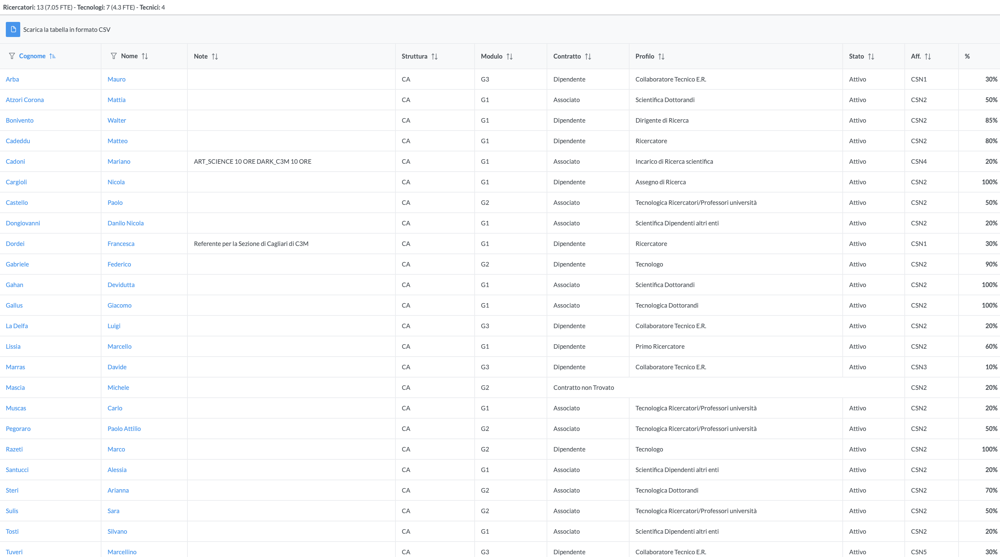 Ricercatori: 13 (7.05 FTE) - Tecnologi: 7 (4.3 FTE) - Tecnici: 4
Scarica la tabella in formato CSV
Cognome Nome Note Struttura Modulo Contratto Profilo Stato Aff. %
Arba Mauro CA G3 Dipendente Collaboratore Tecnico E.R. Attivo CSN1 30%
Atzori Corona Mattia CA G1 Associato Scientifica Dottorandi Attivo CSN2 50%
Bonivento Walter CA G1 Dipendente Dirigente di Ricerca Attivo CSN2 85%
Cadeddu Matteo CA G1 Dipendente Ricercatore Attivo CSN2 80%
Cadoni Mariano ART_SCIENCE 10 ORE DARK_C3M 10 ORE CA G1 Associato Incarico di Ricerca scientifica Attivo CSN4 20%
Cargioli Nicola CA G1 Dipendente Assegno di Ricerca Attivo CSN2 100%
Castello Paolo CA G2 Associato Tecnologica Ricercatori/Professori università Attivo CSN2 50%
Dongiovanni Danilo Nicola CA G1 Associato Scientifica Dipendenti altri enti Attivo CSN2 20%
Dordei Francesca Referente per la Sezione di Cagliari di C3M CA G1 Dipendente Ricercatore Attivo CSN1 30%
Gabriele Federico CA G2 Dipendente Tecnologo Attivo CSN2 90%
Gahan Devidutta CA G1 Associato Scientifica Dottorandi Attivo CSN2 100%
Gallus Giacomo CA G1 Associato Tecnologica Dottorandi Attivo CSN2 100%
La Delfa Luigi CA G3 Dipendente Collaboratore Tecnico E.R. Attivo CSN2 20%
Lissia Marcello CA G1 Dipendente Primo Ricercatore Attivo CSN2 60%
Marras Davide CA G3 Dipendente Collaboratore Tecnico E.R. Attivo CSN3 10%
Mascia Michele CA G2 Contratto non Trovato CSN2 20%
Muscas Carlo CA G1 Associato Tecnologica Ricercatori/Professori università Attivo CSN2 20%
Pegoraro Paolo Attilio CA G2 Associato Tecnologica Ricercatori/Professori università Attivo CSN2 50%
Razeti Marco CA G2 Dipendente Tecnologo Attivo CSN2 100%
Santucci Alessia CA G1 Associato Scientifica Dipendenti altri enti Attivo CSN2 20%
Steri Arianna CA G2 Associato Tecnologica Dottorandi Attivo CSN2 70%
Sulis Sara CA G2 Associato Tecnologica Ricercatori/Professori università Attivo CSN2 50%
Tosti Silvano CA G1 Associato Scientifica Dipendenti altri enti Attivo CSN2 20%
Tuveri Marcellino CA G3 Dipendente Collaboratore Tecnico E.R. Attivo CSN5 30%